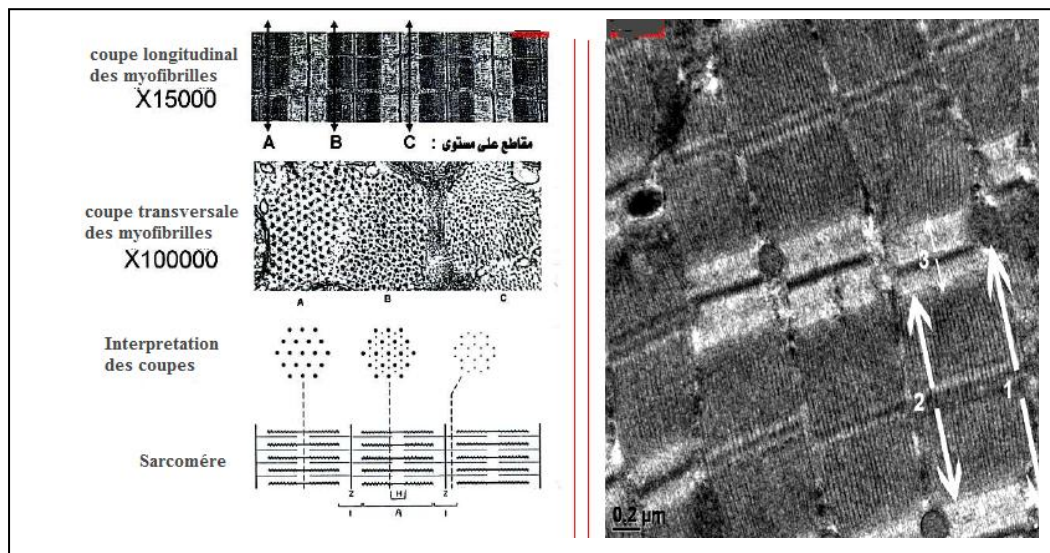 coupe longitudinal
des myofibrilles
X15000
A B C مقاطع على مستوى :
coupe transversale
des myofibrilles
X100000
A B C
Interpretation
des coupes
Sarcomére
Z H Z
I A I
3
2 1
0.2 µm